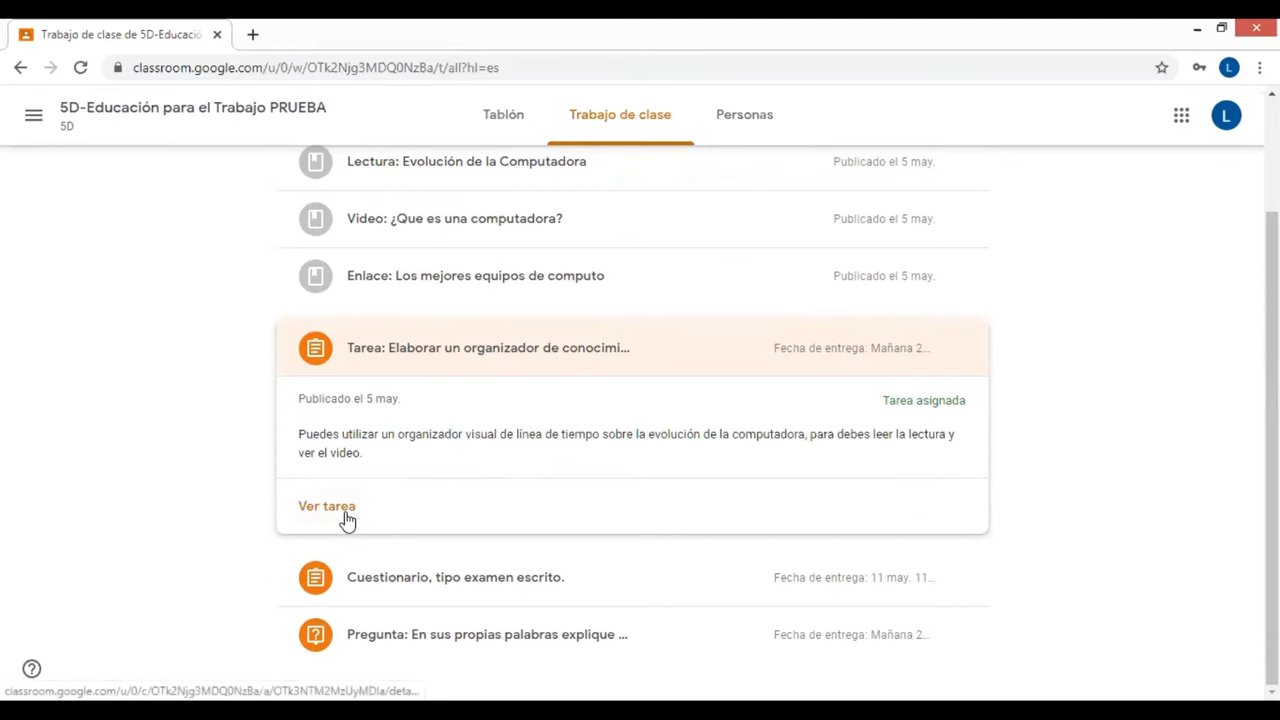 Trabajo de clase de 5D-Educació
classroom.google.com/u/0/w/OTk2Njg3MDQ0NzBa/t/all?hl=es
L
5D-Educación para el Trabajo PRUEBA
5D
Tablón
Trabajo de clase
Personas
L
Lectura: Evolución de la Computadora
Publicado el 5 may.
Video: ¿Que es una computadora?
Publicado el 5 may.
Enlace: Los mejores equipos de computo
Publicado el 5 may.
Tarea: Elaborar un organizador de conocimi...
Fecha de entrega: Mañana 2...
Publicado el 5 may.
Tarea asignada
Puedes utilizar un organizador visual de línea de tiempo sobre la evolución de la computadora, para debes leer la lectura y
ver el video.
Ver tarea
Cuestionario, tipo examen escrito.
Fecha de entrega: 11 may. 11...
Pregunta: En sus propias palabras explique ...
Fecha de entrega: Mañana 2...
classroom.google.com/u/0/c/OTk2Njg3MDQ0NzBa/a/OTk3NTM2MzUyMDla/deta...